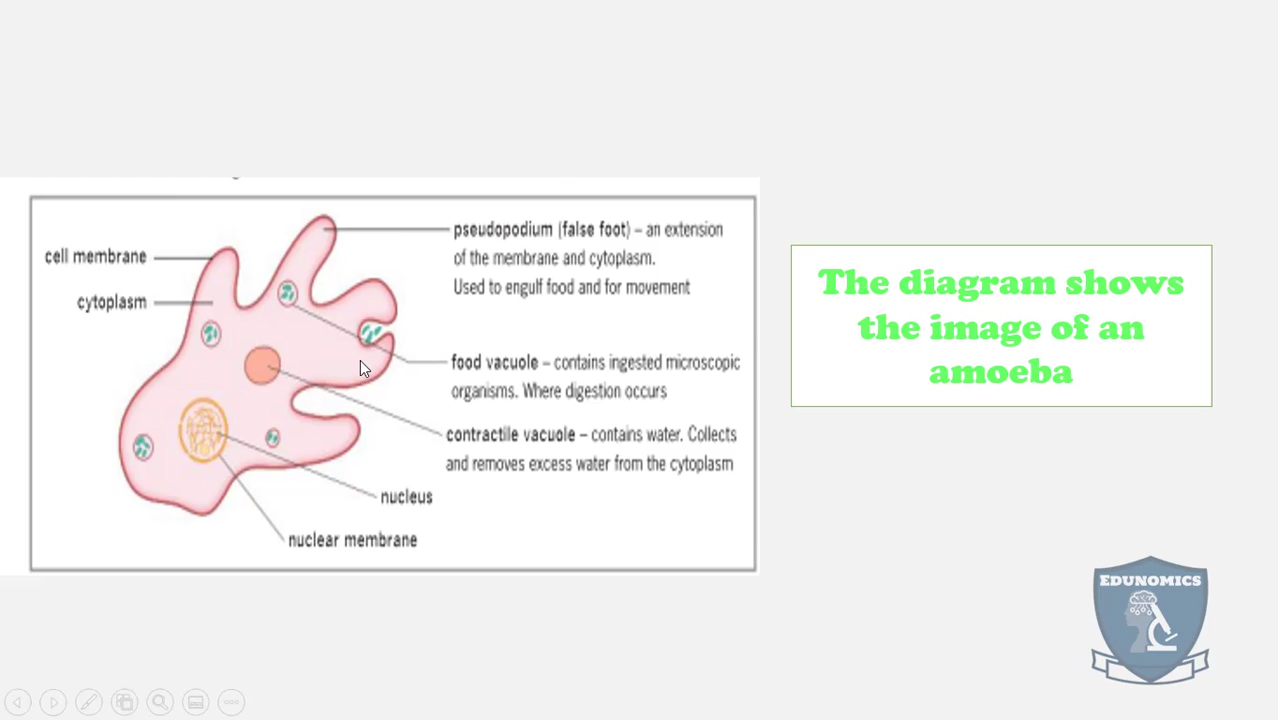 cell membrane
cytoplasm
pseudopodium (false foot) – an extension
of the membrane and cytoplasm.
Used to engulf food and for movement
food vacuole – contains ingested microscopic
organisms. Where digestion occurs
contractile vacuole – contains water. Collects
and removes excess water from the cytoplasm
nucleus
nuclear membrane
The diagram shows
the image of an
amoeba
EDUNOMICS